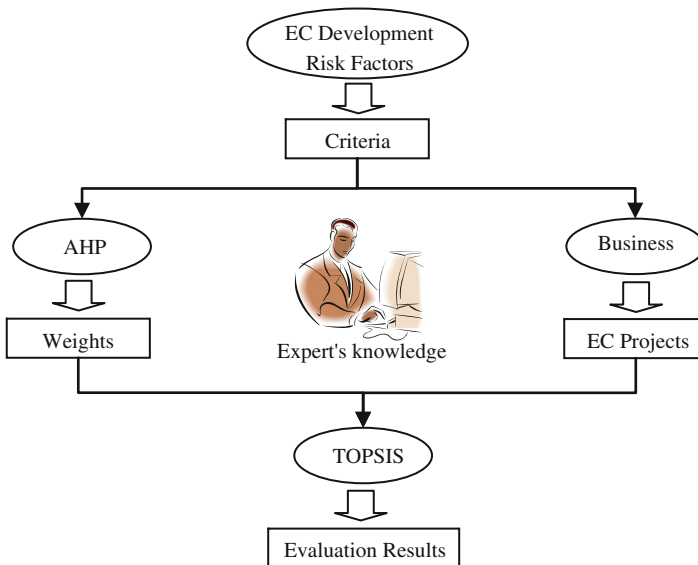 EC Development
Risk Factors
Criteria
AHP
Business
Weights
Expert's knowledge
EC Projects
TOPSIS
Evaluation Results